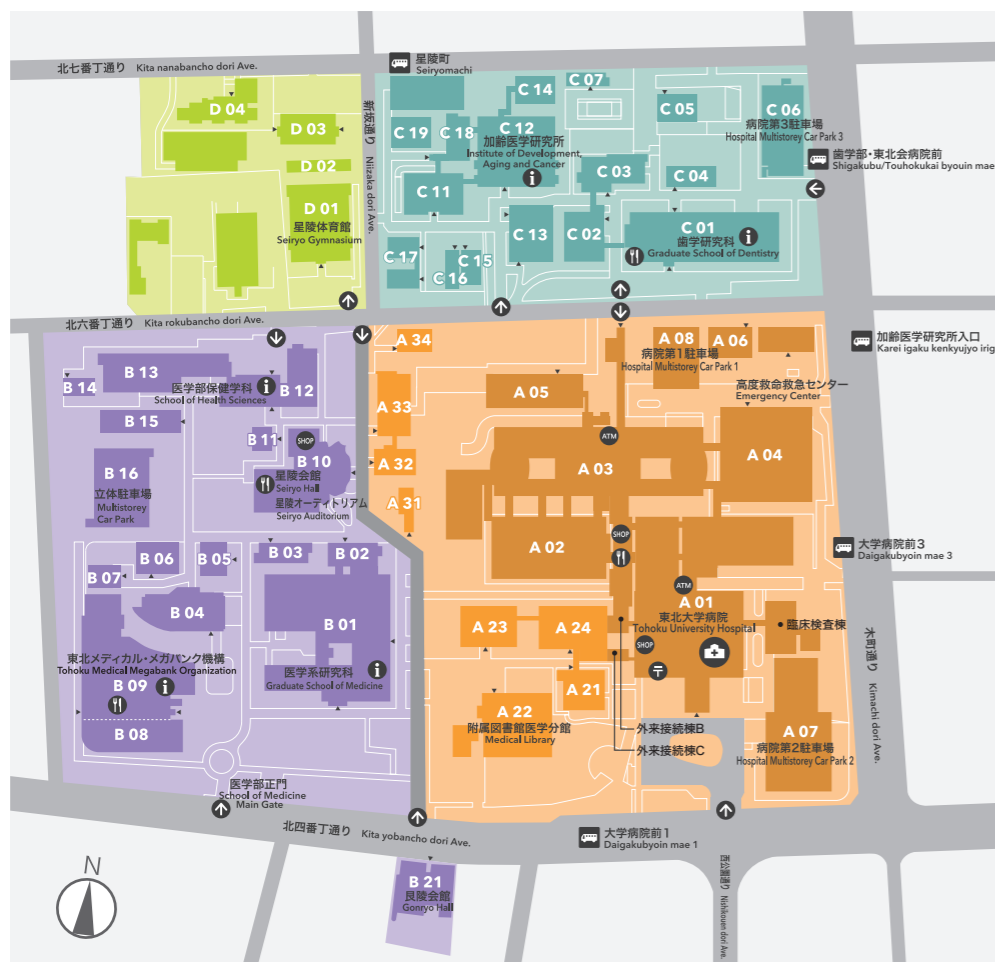 星陵町
Seiryomachi
北七番丁通り Kita nanabancho dori Ave.
新坂通り Niizaka dori Ave.
D 04
D 03
D 02
D 01
星陵体育館
Seiryo Gymnasium
C 14
C 07
C 05
C 06
病院第3駐車場
Hospital Multistorey Car Park 3
C 19
C 18
C 12
加齢医学研究所
Institute of Development,
Aging and Cancer
歯学部・東北会病院前
Shigakubu/Touhokukai byouin mae
C 11
C 03
C 04
C 13
C 02
C 01
歯学研究科
Graduate School of Dentistry
C 17
C 16
C 15
北六番丁通り Kita rokubancho dori Ave.
A 34
A 08
病院第1駐車場
Hospital Multistorey Car Park 1
A 06
加齢医学研究所入口
Karei igaku kenkyujyo irig
高度救命救急センター
Emergency Center
B 14
B 13
医学部保健学科
School of Health Sciences
B 12
A 33
A 05
B 15
B 11
SHOP
B 10
星陵会館
Seiryo Hall
星陵オーディトリアム
Seiryo Auditorium
A 32
ATM
A 03
A 04
B 16
立体駐車場
Multistorey
Car Park
A 31
A 02
SHOP
大学病院前3
Daigakubyoin mae 3
B 07
B 06
B 05
B 03
B 02
ATM
B 04
B 01
医学系研究科
Graduate School of Medicine
A 23
A 24
A 01
東北大学病院
Tohoku University Hospital
SHOP
臨床検査棟
木町通り Kimachi dori Ave.
東北メディカル・メガバンク機構
Tohoku Medical Megabank Organization
B 09
B 08
A 21
A 22
附属図書館医学分館
Medical Library
外来接続棟B
外来接続棟C
A 07
病院第2駐車場
Hospital Multistorey Car Park 2
医学部正門
School of Medicine
Main Gate
北四番丁通り Kita yobancho dori Ave.
大学病院前1
Daigakubyoin mae 1
西公園通り Nishikouen dori Ave.
N
B 21
艮陵会館
Gonryo Hall